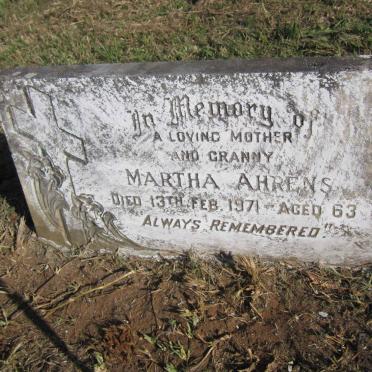 In Memory of
A LOVING MOTHER
AND GRANNY
MARTHA AHRENS
DIED 13TH FEB. 1971 - AGED 63
"ALWAYS REMEMBERED"